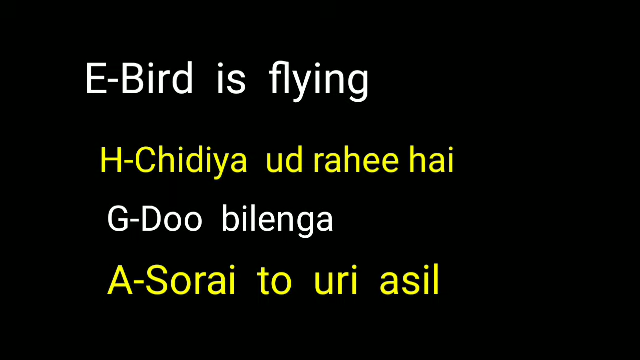 E-Bird is flying
H-Chidiya ud rahee hai
G-Doo bilenga
A-Sorai to uri asil